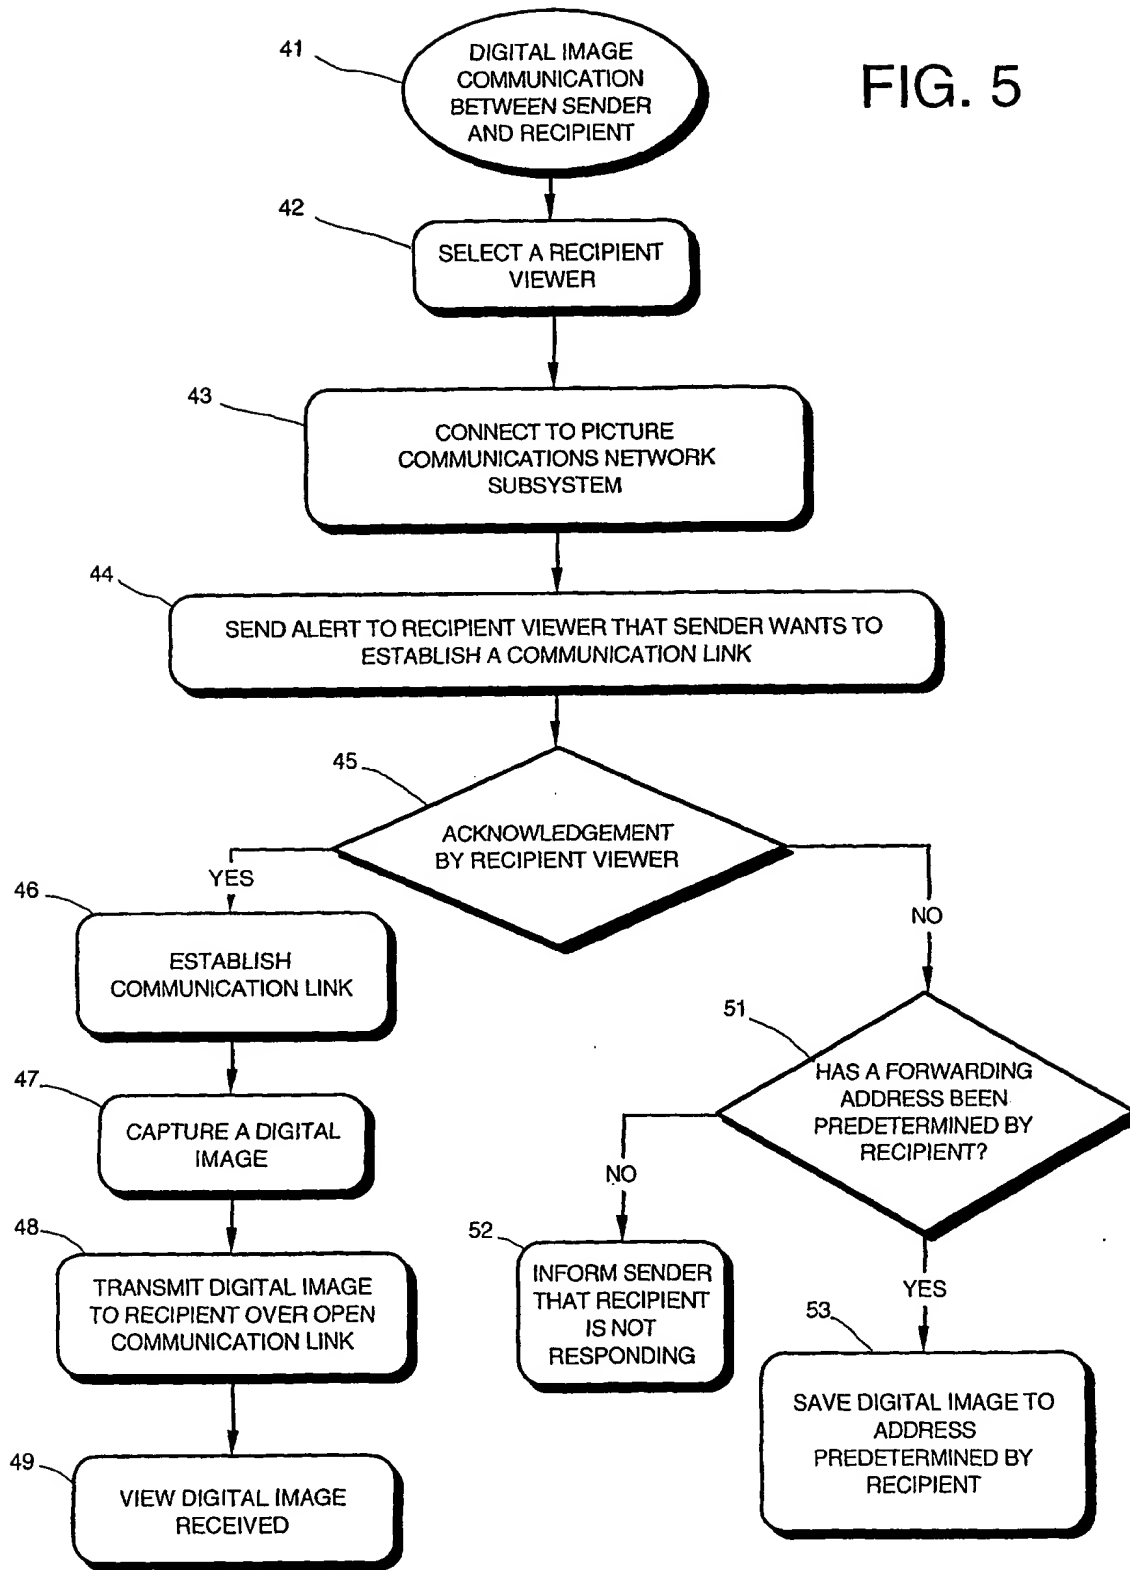 FIG. 5
41
DIGITAL IMAGE
COMMUNICATION
BETWEEN SENDER
AND RECIPIENT
42
SELECT A RECIPIENT
VIEWER
43
CONNECT TO PICTURE
COMMUNICATIONS NETWORK
SUBSYSTEM
44
SEND ALERT TO RECIPIENT VIEWER THAT SENDER WANTS TO
ESTABLISH A COMMUNICATION LINK
45
ACKNOWLEDGEMENT
BY RECIPIENT VIEWER
YES
46
ESTABLISH
COMMUNICATION LINK
47
CAPTURE A DIGITAL
IMAGE
48
TRANSMIT DIGITAL IMAGE
TO RECIPIENT OVER OPEN
COMMUNICATION LINK
49
VIEW DIGITAL IMAGE
RECEIVED
NO
51
HAS A FORWARDING
ADDRESS BEEN
PREDETERMINED BY
RECIPIENT?
NO
52
INFORM SENDER
THAT RECIPIENT
IS NOT
RESPONDING
YES
53
SAVE DIGITAL IMAGE TO
ADDRESS
PREDETERMINED BY
RECIPIENT